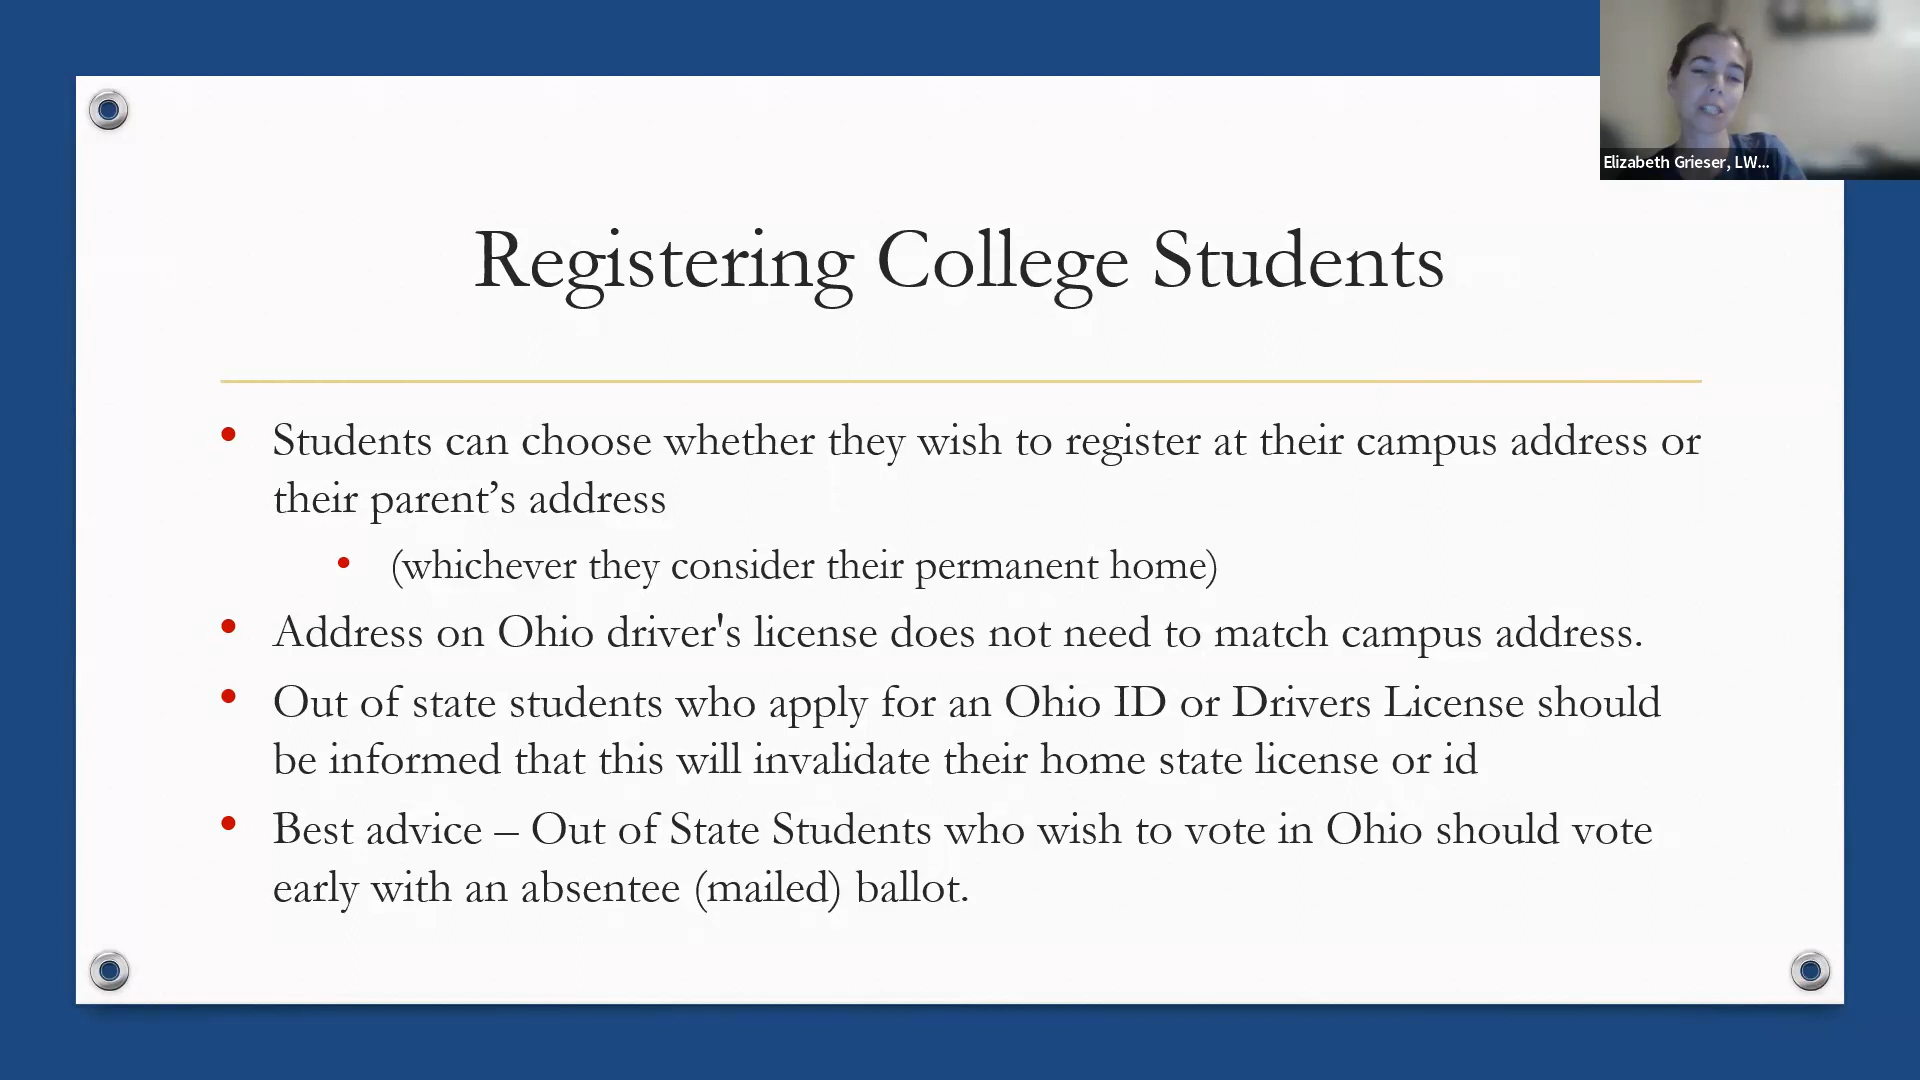 Elizabeth Grieser, LW...
Registering College Students
• Students can choose whether they wish to register at their campus address or
their parent’s address
• (whichever they consider their permanent home)
• Address on Ohio driver's license does not need to match campus address.
• Out of state students who apply for an Ohio ID or Drivers License should
be informed that this will invalidate their home state license or id
• Best advice – Out of State Students who wish to vote in Ohio should vote
early with an absentee (mailed) ballot.